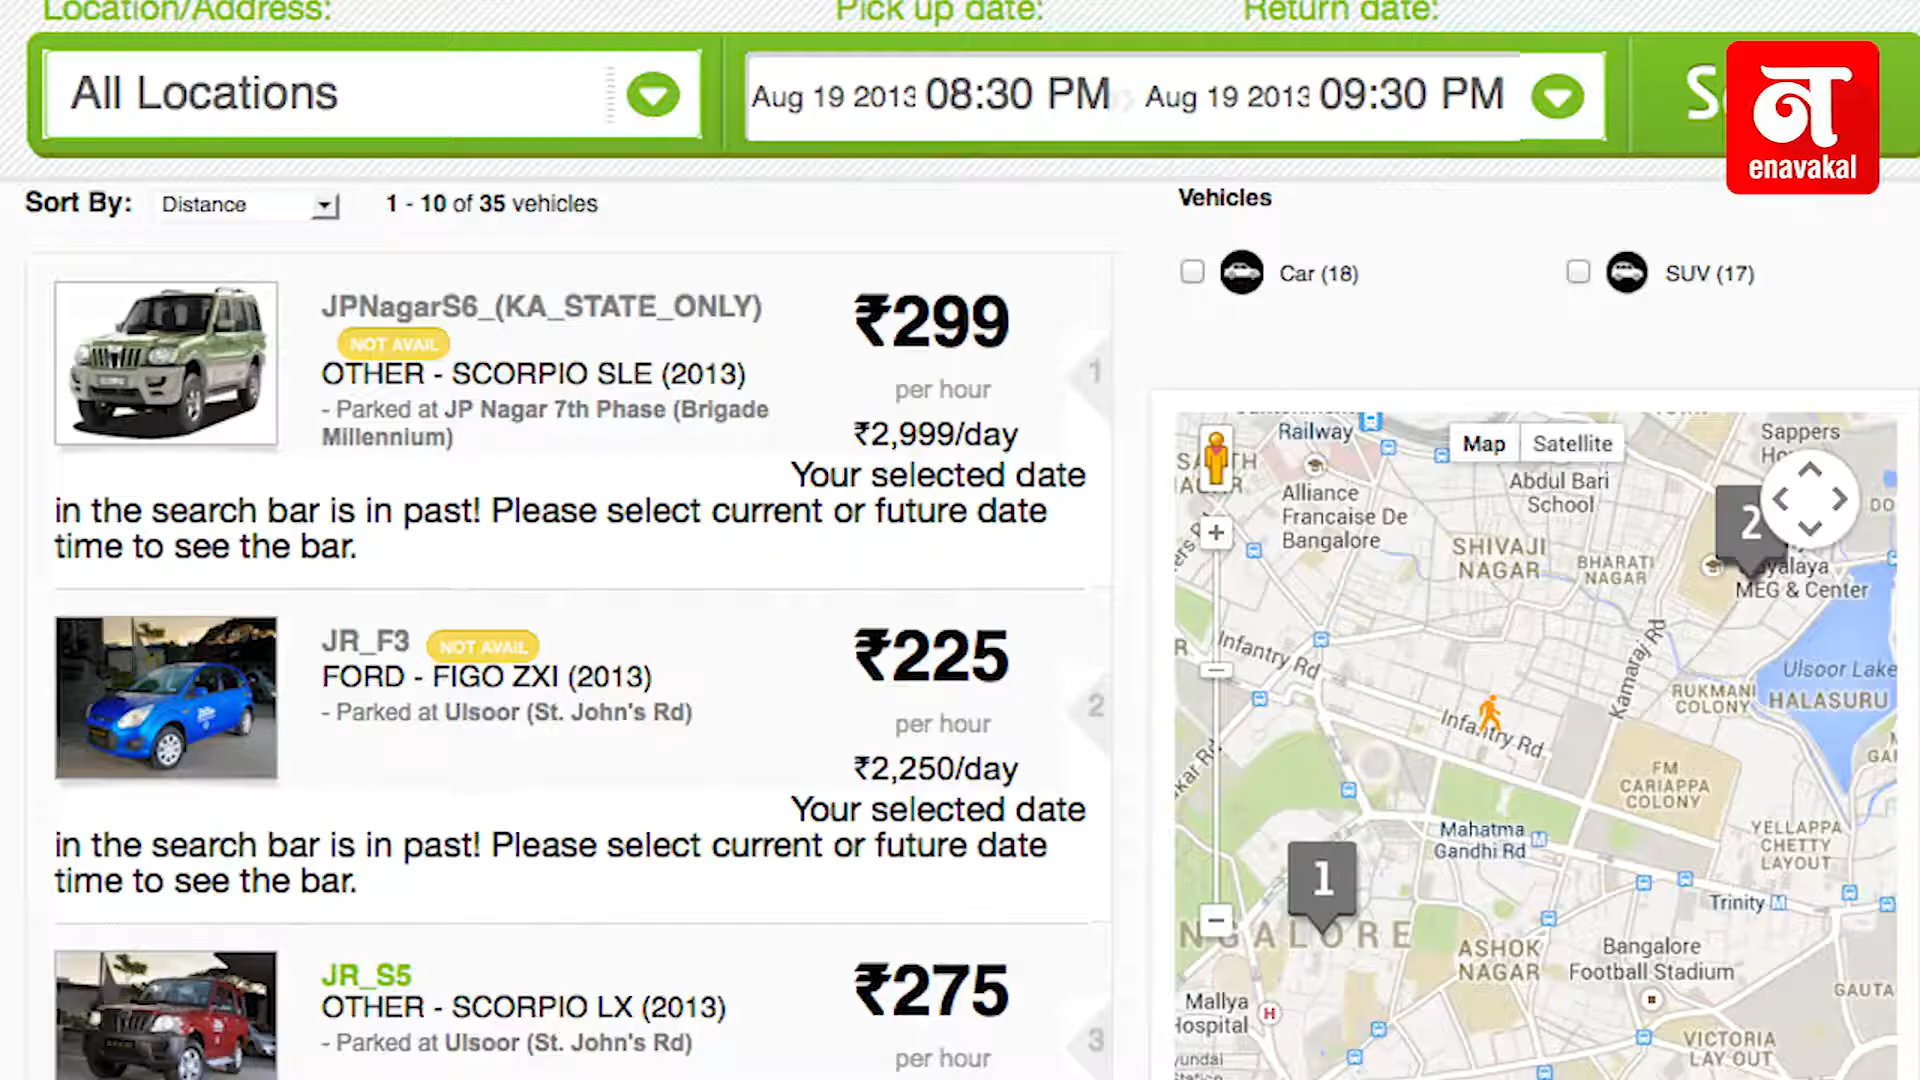 Location/Address:
Pick up date:
Return date:
All Locations
Aug 19 2013 08:30 PM
Aug 19 2013 09:30 PM
न
enavakal
Sort By:
Distance
1 - 10 of 35 vehicles
Vehicles
Car (18)
SUV (17)
JPNagarS6_(KA_STATE_ONLY)
NOT AVAIL
OTHER - SCORPIO SLE (2013)
- Parked at JP Nagar 7th Phase (Brigade
Millennium)
₹299
per hour
₹2,999/day
1
Your selected date
in the search bar is in past! Please select current or future date
time to see the bar.
JR_F3
NOT AVAIL
FORD - FIGO ZXI (2013)
- Parked at Ulsoor (St. John's Rd)
₹225
per hour
₹2,250/day
2
Your selected date
in the search bar is in past! Please select current or future date
time to see the bar.
JR_S5
OTHER - SCORPIO LX (2013)
- Parked at Ulsoor (St. John's Rd)
₹275
per hour
3
Railway
Map
Satellite
Sappers
Abdul Bari
School
Alliance
Francaise De
Bangalore
2
SHIVAJI
NAGAR
BHARATI
NAGAR
MEG & Center
Infantry Rd
Kamaraj Rd
Ulsoor Lake
RUKMANI
COLONY
HALASURU
Infantry Rd
FM
CARIAPPA
COLONY
Mahatma
Gandhi Rd
YELLAPPA
CHETTY
LAYOUT
1
Trinity
NGALORE
ASHOK
NAGAR
Bangalore
Football Stadium
Mallya
Hospital
H
GAUTA
VICTORIA
LAYOUT